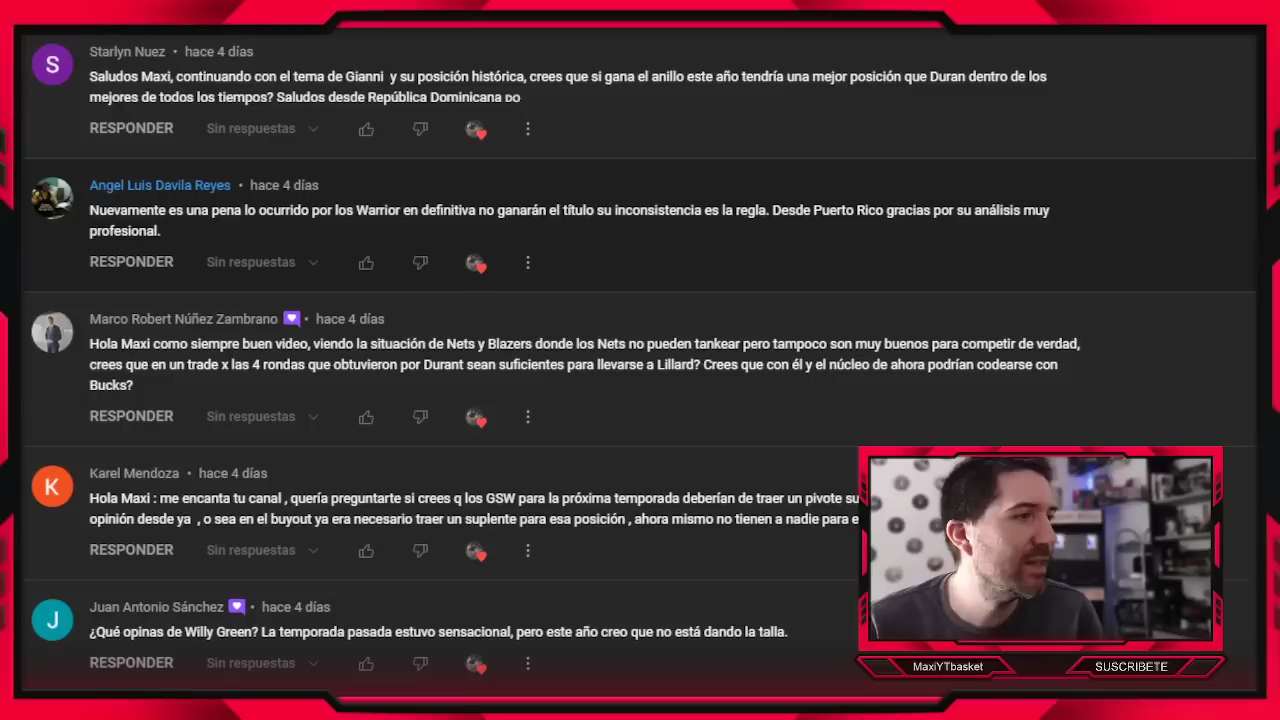 S
Starlyn Nuez • hace 4 días
Saludos Maxi, continuando con el tema de Gianni y su posición histórica, crees que si gana el anillo este año tendría una mejor posición que Duran dentro de los
mejores de todos los tiempos? Saludos desde República Dominicana DO
RESPONDER Sin respuestas
Angel Luis Davila Reyes • hace 4 días
Nuevamente es una pena lo ocurrido por los Warrior en definitiva no ganarán el título su inconsistencia es la regla. Desde Puerto Rico gracias por su análisis muy
profesional.
RESPONDER Sin respuestas
Marco Robert Núñez Zambrano • hace 4 días
Hola Maxi como siempre buen video, viendo la situación de Nets y Blazers donde los Nets no pueden tankear pero tampoco son muy buenos para competir de verdad,
crees que en un trade x las 4 rondas que obtuvieron por Durant sean suficientes para llevarse a Lillard? Crees que con él y el núcleo de ahora podrían codearse con
Bucks?
RESPONDER Sin respuestas
K
Karel Mendoza • hace 4 días
Hola Maxi : me encanta tu canal , quería preguntarte si crees q los GSW para la próxima temporada deberían de traer un pivote su
opinión desde ya , o sea en el buyout ya era necesario traer un suplente para esa posición , ahora mismo no tienen a nadie para e
RESPONDER Sin respuestas
J
Juan Antonio Sánchez • hace 4 días
¿Qué opinas de Willy Green? La temporada pasada estuvo sensacional, pero este año creo que no está dando la talla.
RESPONDER Sin respuestas
MaxiYTbasket SUSCRIBETE